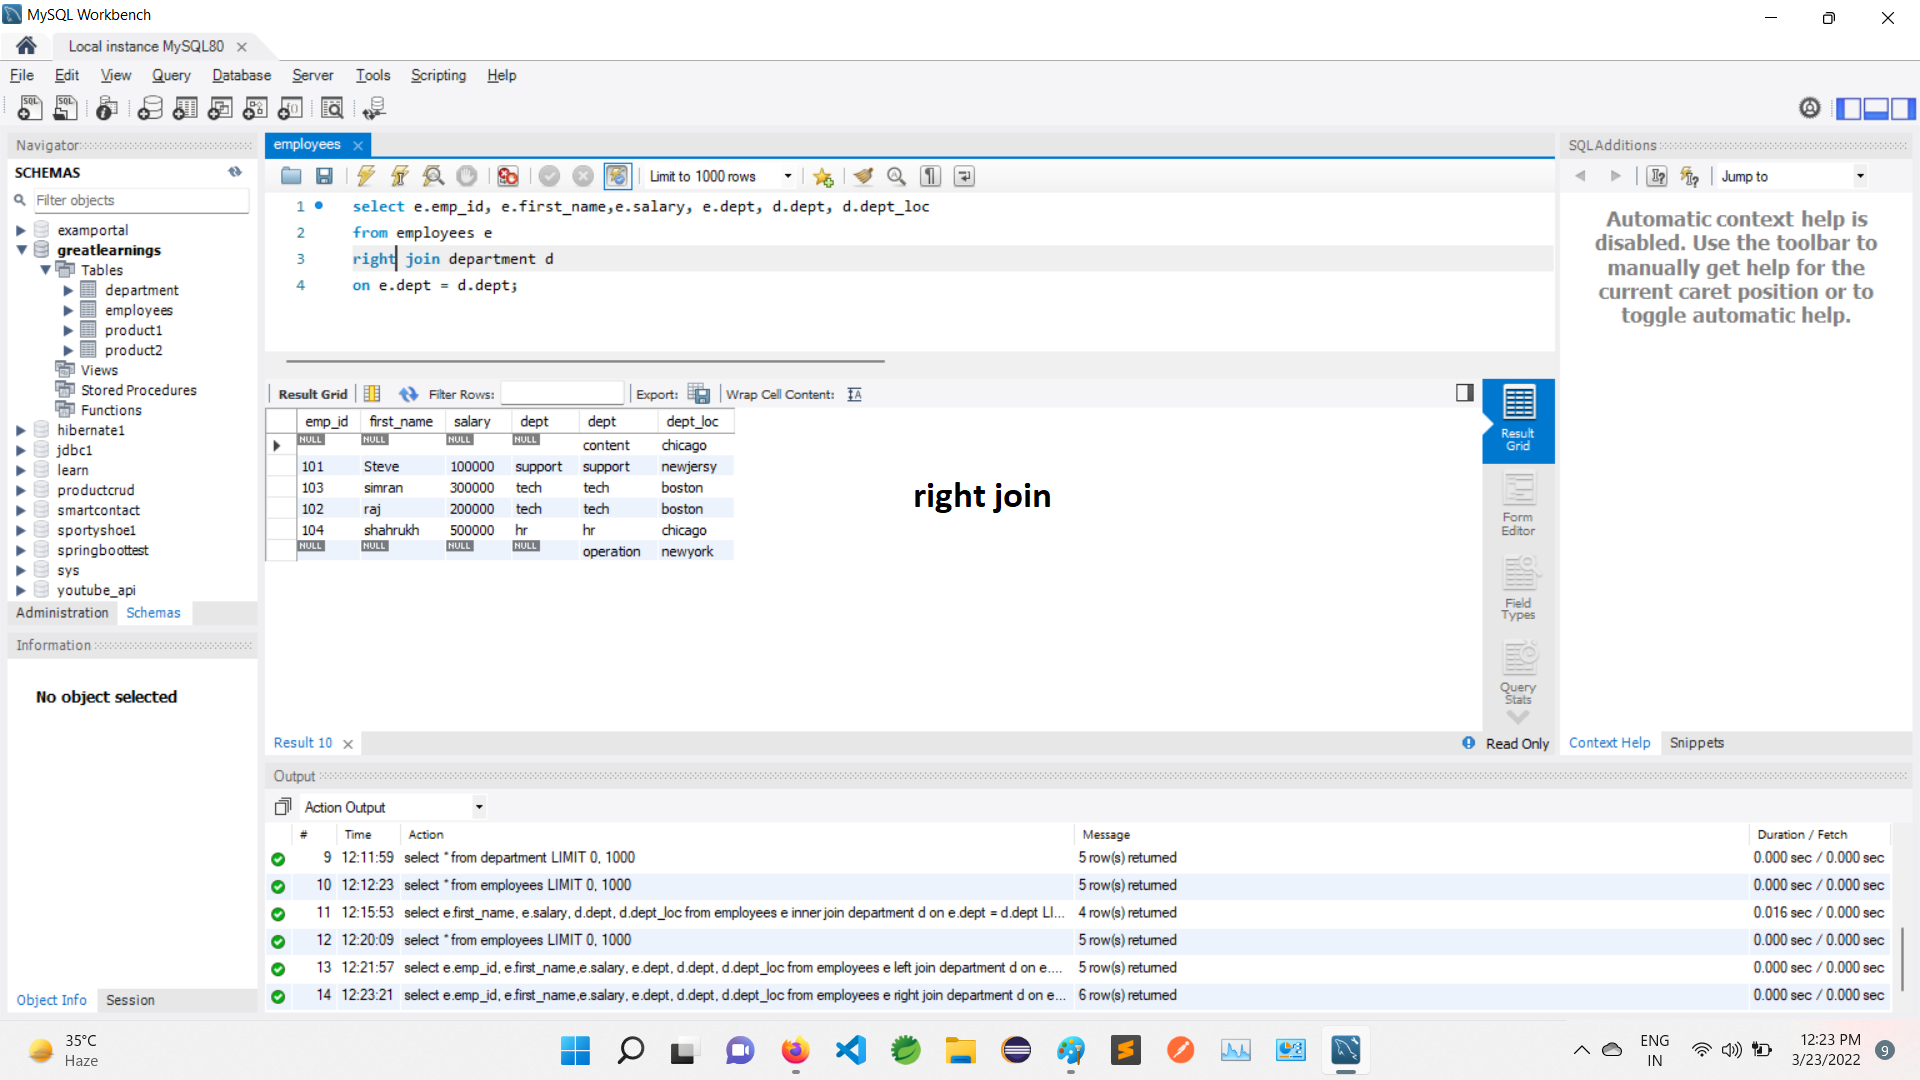 MySQL Workbench
Local instance MySQL80
File Edit View Query Database Server Tools Scripting Help
Navigator
SCHEMAS
Filter objects
examportal
greatlearnings
Tables
department
employees
product1
product2
Views
Stored Procedures
Functions
hibernate1
jdbc1
learn
productcrud
smartcontact
sportyshoe1
springboottest
sys
youtube_api
Administration Schemas
Information
No object selected
Object Info Session
employees
Limit to 1000 rows
1 select e.emp_id, e.first_name,e.salary, e.dept, d.dept, d.dept_loc
2 from employees e
3 right join department d
4 on e.dept = d.dept;
Result Grid Filter Rows: Export: Wrap Cell Content:
emp_id first_name salary dept dept dept_loc
NULL NULL NULL NULL content chicago
101 Steve 100000 support support newjersy
103 simran 300000 tech tech boston
102 raj 200000 tech tech boston
104 shahrukh 500000 hr hr chicago
NULL NULL NULL NULL operation newyork
right join
Result Grid
Form Editor
Field Types
Query Stats
Result 10
Read Only
SQLAdditions
Jump to
Automatic context help is
disabled. Use the toolbar to
manually get help for the
current caret position or to
toggle automatic help.
Context Help Snippets
Output
Action Output
# Time Action Message Duration / Fetch
9 12:11:59 select * from department LIMIT 0, 1000 5 row(s) returned 0.000 sec / 0.000 sec
10 12:12:23 select * from employees LIMIT 0, 1000 5 row(s) returned 0.000 sec / 0.000 sec
11 12:15:53 select e.first_name, e.salary, d.dept, d.dept_loc from employees e inner join department d on e.dept = d.dept LI... 4 row(s) returned 0.016 sec / 0.000 sec
12 12:20:09 select * from employees LIMIT 0, 1000 5 row(s) returned 0.000 sec / 0.000 sec
13 12:21:57 select e.emp_id, e.first_name,e.salary, e.dept, d.dept, d.dept_loc from employees e left join department d on e.... 5 row(s) returned 0.000 sec / 0.000 sec
14 12:23:21 select e.emp_id, e.first_name,e.salary, e.dept, d.dept, d.dept_loc from employees e right join department d on e... 6 row(s) returned 0.000 sec / 0.000 sec
35°C
Haze
ENG
IN
12:23 PM
3/23/2022
9